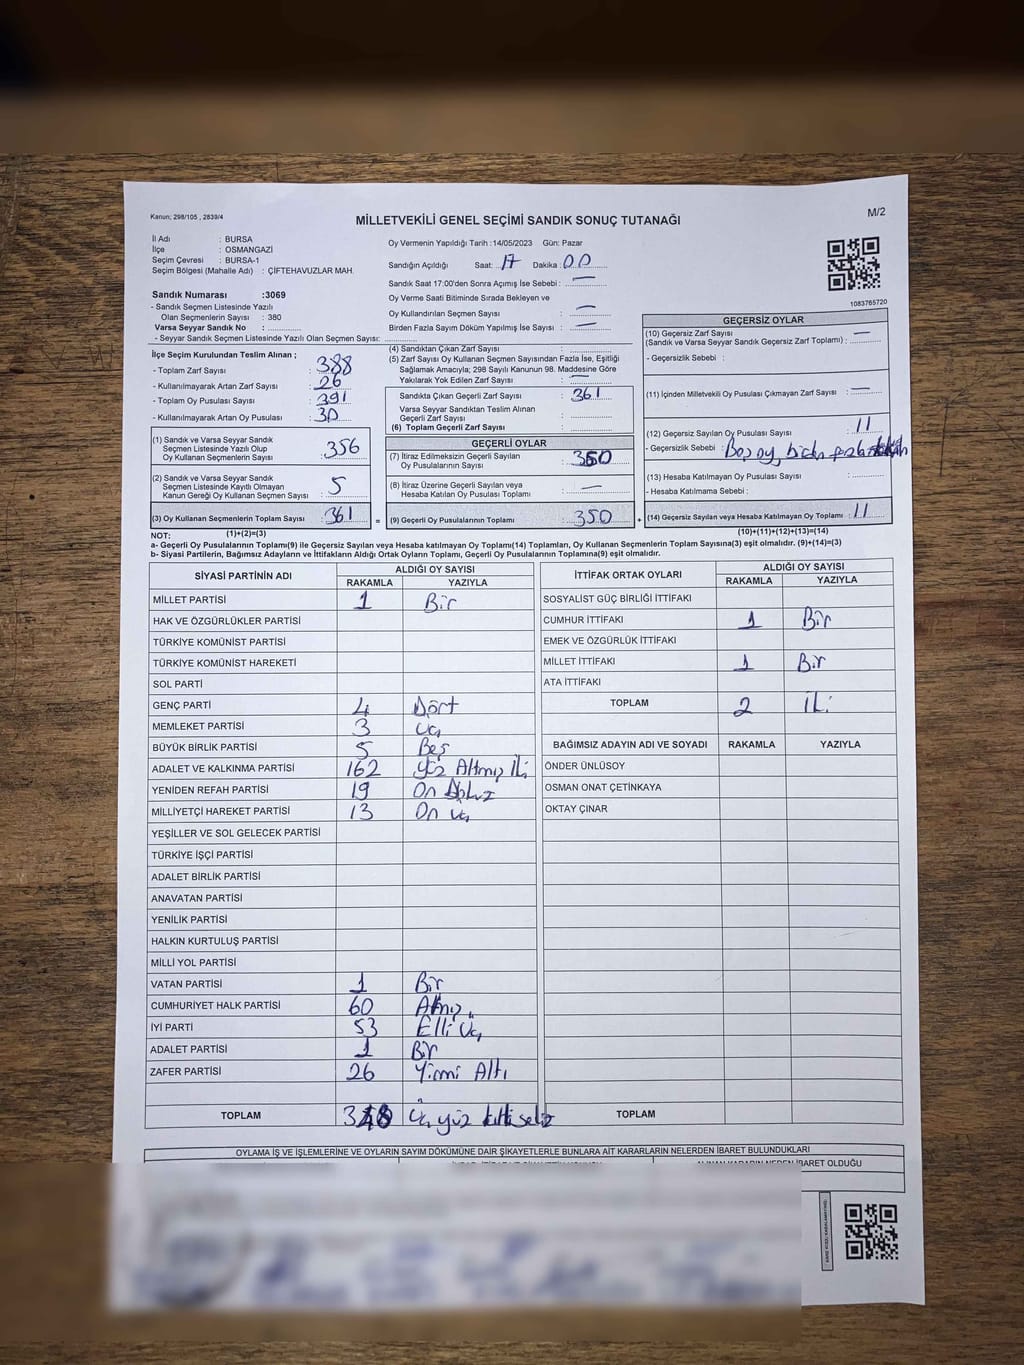 Kanun; 298/105 , 2839/4
MİLLETVEKİLİ GENEL SEÇİMİ SANDIK SONUÇ TUTANAĞI
M/2
İl Adı : BURSA
İlçe : OSMANGAZİ
Seçim Çevresi : BURSA-1
Seçim Bölgesi (Mahalle Adı) : ÇİFTEHAVUZLAR MAH.
Oy Vermenin Yapıldığı Tarih :14/05/2023 Gün: Pazar
Sandığın Açıldığı Saat: 17 Dakika 00
Sandık Saat 17:00'den Sonra Açımış İse Sebebi : —
Oy Verme Saati Bitiminde Sırada Bekleyen ve
Oy Kullandırılan Seçmen Sayısı : —
Birden Fazla Sayım Döküm Yapılmış İse Sayısı : —
Sandık Numarası :3069
- Sandık Seçmen Listesinde Yazılı
Olan Seçmenlerin Sayısı : 380
Varsa Seyyar Sandık No :
- Seyyar Sandık Seçmen Listesinde Yazılı Olan Seçmen Sayısı:
1083765720
İlçe Seçim Kurulundan Teslim Alınan ;
- Toplam Zarf Sayısı : 388
- Kullanılmayarak Artan Zarf Sayısı : 26
- Toplam Oy Pusulası Sayısı : 391
- Kullanılmayarak Artan Oy Pusulası : 30
(1) Sandık ve Varsa Seyyar Sandık
Seçmen Listesinde Yazılı Olup
Oy Kullanan Seçmenlerin Sayısı : 356
(2) Sandık ve Varsa Seyyar Sandık
Seçmen Listesinde Kayıtlı Olmayan
Kanun Gereği Oy Kullanan Seçmen Sayısı : 5
(3) Oy Kullanan Seçmenlerin Toplam Sayısı : 361
(4) Sandıktan Çıkan Zarf Sayısı :
(5) Zarf Sayısı Oy Kullanan Seçmen Sayısından Fazla İse, Eşitliği
Sağlamak Amacıyla; 298 Sayılı Kanunun 98. Maddesine Göre
Yakılarak Yok Edilen Zarf Sayısı : —
Sandıkta Çıkan Geçerli Zarf Sayısı : 361
Varsa Seyyar Sandıktan Teslim Alınan
Geçerli Zarf Sayısı :
(6) Toplam Geçerli Zarf Sayısı :
GEÇERLİ OYLAR
(7) İtiraz Edilmeksizin Geçerli Sayılan
Oy Pusulalarının Sayısı : 350
(8) İtiraz Üzerine Geçerli Sayılan veya
Hesaba Katılan Oy Pusulası Toplamı : —
= (9) Geçerli Oy Pusulalarının Toplamı : 350 +
GEÇERSİZ OYLAR
(10) Geçersiz Zarf Sayısı
(Sandık ve Varsa Seyyar Sandık Geçersiz Zarf Toplamı) : —
- Geçersizlik Sebebi :
(11) İçinden Milletvekili Oy Pusulası Çıkmayan Zarf Sayısı : —
(12) Geçersiz Sayılan Oy Pusulası Sayısı : 11
- Geçersizlik Sebebi : Boş oy, birden fazla
(13) Hesaba Katılmayan Oy Pusulası Sayısı :
- Hesaba Katılmama Sebebi :
(14) Geçersiz Sayılan veya Hesaba Katılmayan Oy Toplamı : 11
NOT: (1)+(2)=(3) (10)+(11)+(12)+(13)=(14)
a- Geçerli Oy Pusulalarının Toplamı(9) ile Geçersiz Sayılan veya Hesaba katılmayan Oy Toplamı(14) Toplamları, Oy Kullanan Seçmenlerin Toplam Sayısına(3) eşit olmalıdır. (9)+(14)=(3)
b- Siyasi Partilerin, Bağımsız Adayların ve İttifakların Aldığı Ortak Oyların Toplamı, Geçerli Oy Pusulalarının Toplamına(9) eşit olmalıdır.
SİYASİ PARTİNİN ADI ALDIĞI OY SAYISI
RAKAMLA YAZIYLA
MİLLET PARTİSİ 1 Bir
HAK VE ÖZGÜRLÜKLER PARTİSİ
TÜRKİYE KOMÜNİST PARTİSİ
TÜRKİYE KOMÜNİST HAREKETİ
SOL PARTİ
GENÇ PARTİ 4 Dört
MEMLEKET PARTİSİ 3 Üç
BÜYÜK BİRLİK PARTİSİ 5 Beş
ADALET VE KALKINMA PARTİSİ 162 Yüz Altmış İki
YENİDEN REFAH PARTİSİ 19 On Dokuz
MİLLİYETÇİ HAREKET PARTİSİ 13 On Üç
YEŞİLLER VE SOL GELECEK PARTİSİ
TÜRKİYE İŞÇİ PARTİSİ
ADALET BİRLİK PARTİSİ
ANAVATAN PARTİSİ
YENİLİK PARTİSİ
HALKIN KURTULUŞ PARTİSİ
MİLLİ YOL PARTİSİ
VATAN PARTİSİ 1 Bir
CUMHURİYET HALK PARTİSİ 60 Atmış
İYİ PARTİ 53 Elli Üç
ADALET PARTİSİ 1 Bir
ZAFER PARTİSİ 26 Yirmi Altı
TOPLAM 348 Üç yüz
İTTİFAK ORTAK OYLARI ALDIĞI OY SAYISI
RAKAMLA YAZIYLA
SOSYALİST GÜÇ BİRLİĞİ İTTİFAKI
CUMHUR İTTİFAKI 1 Bir
EMEK VE ÖZGÜRLÜK İTTİFAKI
MİLLET İTTİFAKI 1 Bir
ATA İTTİFAKI
TOPLAM 2 İki
BAĞIMSIZ ADAYIN ADI VE SOYADI RAKAMLA YAZIYLA
ÖNDER ÜNLÜSOY
OSMAN ONAT ÇETİNKAYA
OKTAY ÇINAR
TOPLAM
OYLAMA İŞ VE İŞLEMLERİNE VE OYLARIN SAYIM DÖKÜMÜNE DAİR ŞİKAYETLERLE BUNLARA AİT KARARLARIN NELERDEN İBARET BULUNDUKLARI
ALINAN KARARIN NEDEN İBARET OLDUĞU